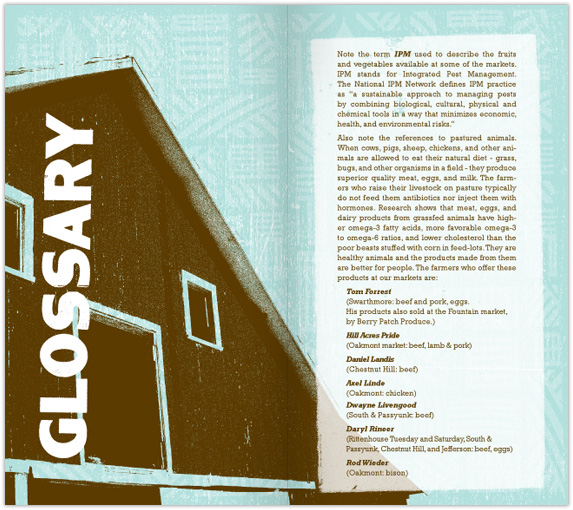 GLOSSARY
Note the term IPM used to describe the fruits
and vegetables available at some of the markets.
IPM stands for Integrated Pest Management.
The National IPM Network defines IPM practice
as "a sustainable approach to managing pests
by combining biological, cultural, physical and
chemical tools in a way that minimizes economic,
health, and environmental risks."
Also note the references to pastured animals.
When cows, pigs, sheep, chickens, and other ani-
mals are allowed to eat their natural diet - grass,
bugs, and other organisms in a field - they produce
superior quality meat, eggs, and milk. The farm-
ers who raise their livestock on pasture typically
do not feed them antibiotics nor inject them with
hormones. Research shows that meat, eggs, and
dairy products from grassfed animals have high-
er omega-3 fatty acids, more favorable omega-3
to omega-6 ratios, and lower cholesterol than the
poor beasts stuffed with corn in feed-lots. They are
healthy animals and the products made from them
are better for people. The farmers who offer these
products at our markets are:
Tom Forrest
(Swarthmore: beef and pork, eggs.
His products also sold at the Fountain market,
by Berry Patch Produce.)
Hill Acres Pride
(Oakmont market: beef, lamb & pork)
Daniel Landis
(Chestnut Hill: beef)
Axel Linde
(Oakmont: chicken)
Dwayne Livengood
(South & Passyunk: beef)
Daryl Rineer
(Rittenhouse Tuesday and Saturday, South &
Passyunk, Chestnut Hill, and Jefferson: beef, eggs)
Rod Wieder
(Oakmont: bison)